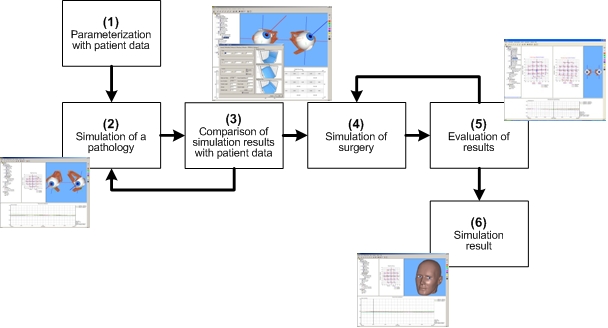 (1)
Parameterization
with patient data
(2)
Simulation of a
pathology
(3)
Comparison of
simulation results
with patient data
(4)
Simulation of
surgery
(5)
Evaluation of
results
(6)
Simulation
result